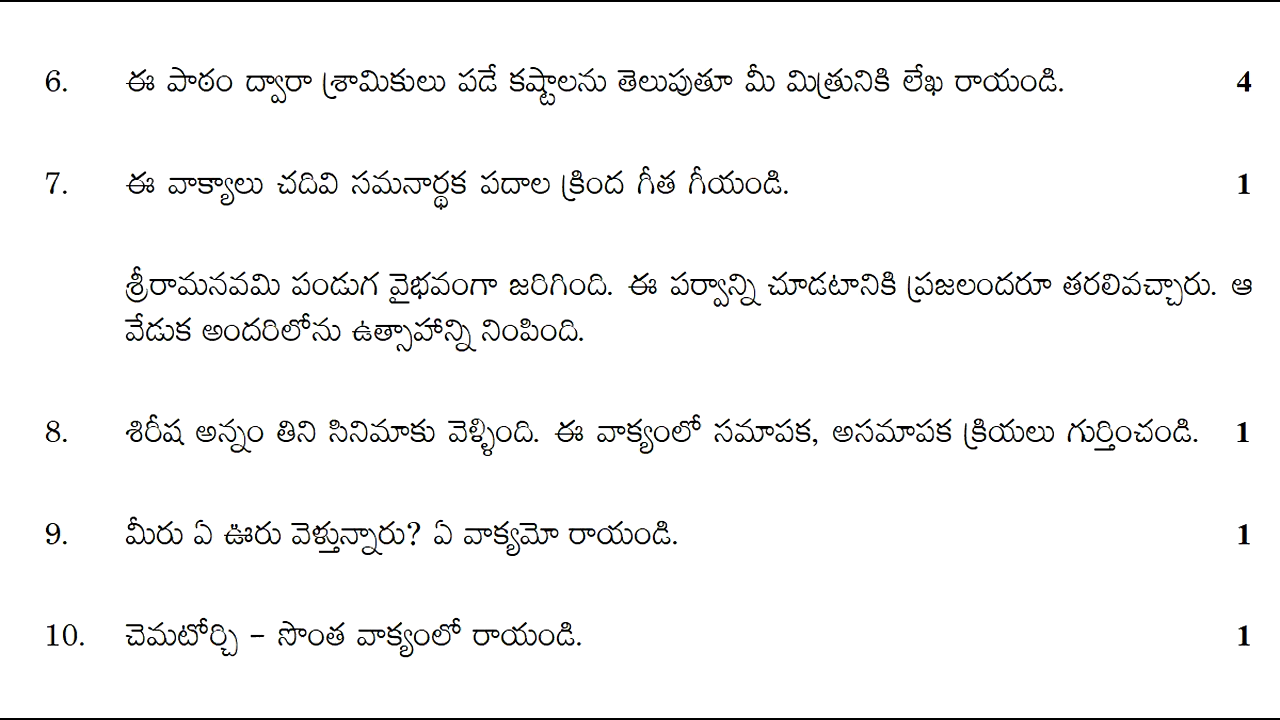 6. ఈ పాఠం ద్వారా శ్రామికులు పడే కష్టాలను తెలుపుతూ మీ మిత్రునికి లేఖ రాయండి. 4
7. ఈ వాక్యాలు చదివి సమనార్థక పదాల క్రింద గీత గీయండి. 1
శ్రీరామనవమి పండుగ వైభవంగా జరిగింది. ఈ పర్వాన్ని చూడటానికి ప్రజలందరూ తరలివచ్చారు. ఆ
వేడుక అందరిలోను ఉత్సాహాన్ని నింపింది.
8. శిరీష అన్నం తిని సినిమాకు వెళ్ళింది. ఈ వాక్యంలో సమాపక, అసమాపక క్రియలు గుర్తించండి. 1
9. మీరు ఏ ఊరు వెళ్తున్నారు? ఏ వాక్యమో రాయండి. 1
10. చెమటోర్చి – సొంత వాక్యంలో రాయండి. 1